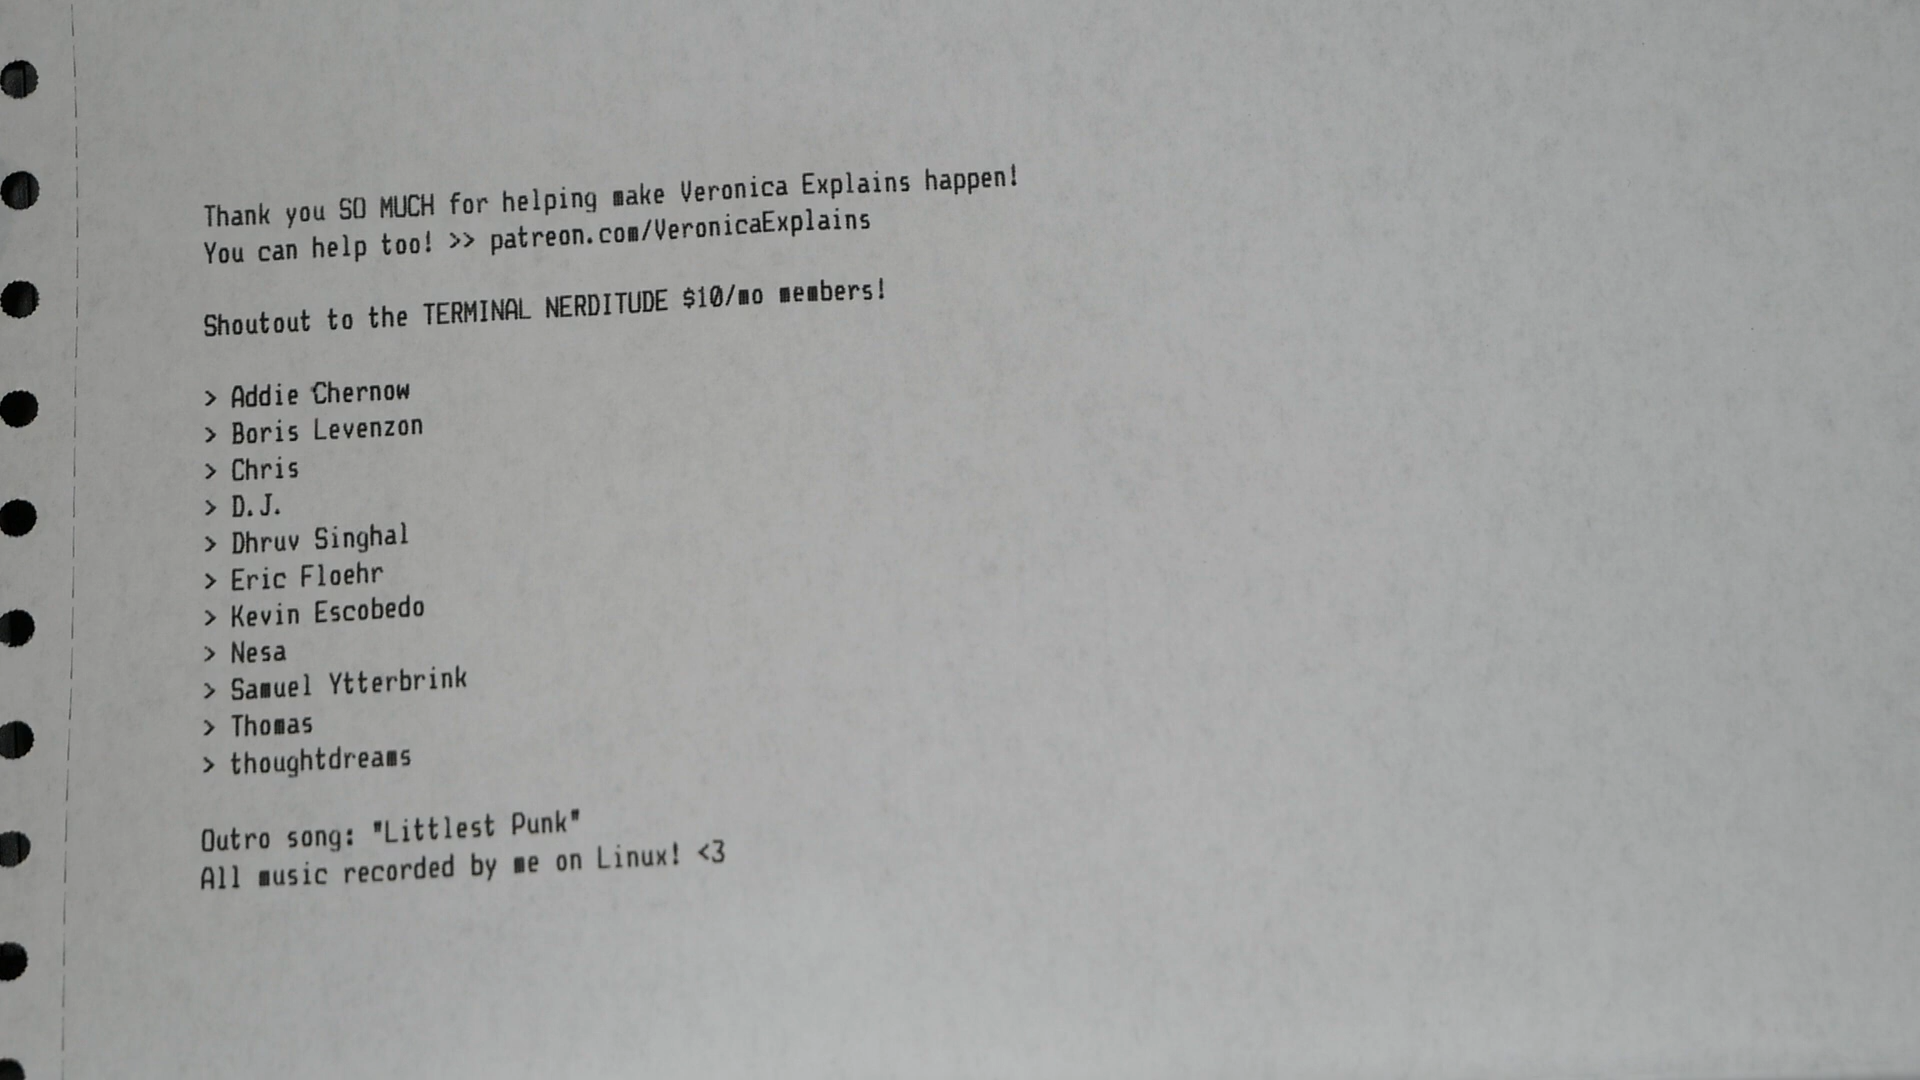 Thank you SO MUCH for helping make Veronica Explains happen!
You can help too! >> patreon.com/VeronicaExplains
Shoutout to the TERMINAL NERDITUDE $10/mo members!
> Addie Chernow
> Boris Levenzon
> Chris
> D.J.
> Dhruv Singhal
> Eric Floehr
> Kevin Escobedo
> Nesa
> Samuel Ytterbrink
> Thomas
> thoughtdreams
Outro song: "Littlest Punk"
All music recorded by me on Linux! <3